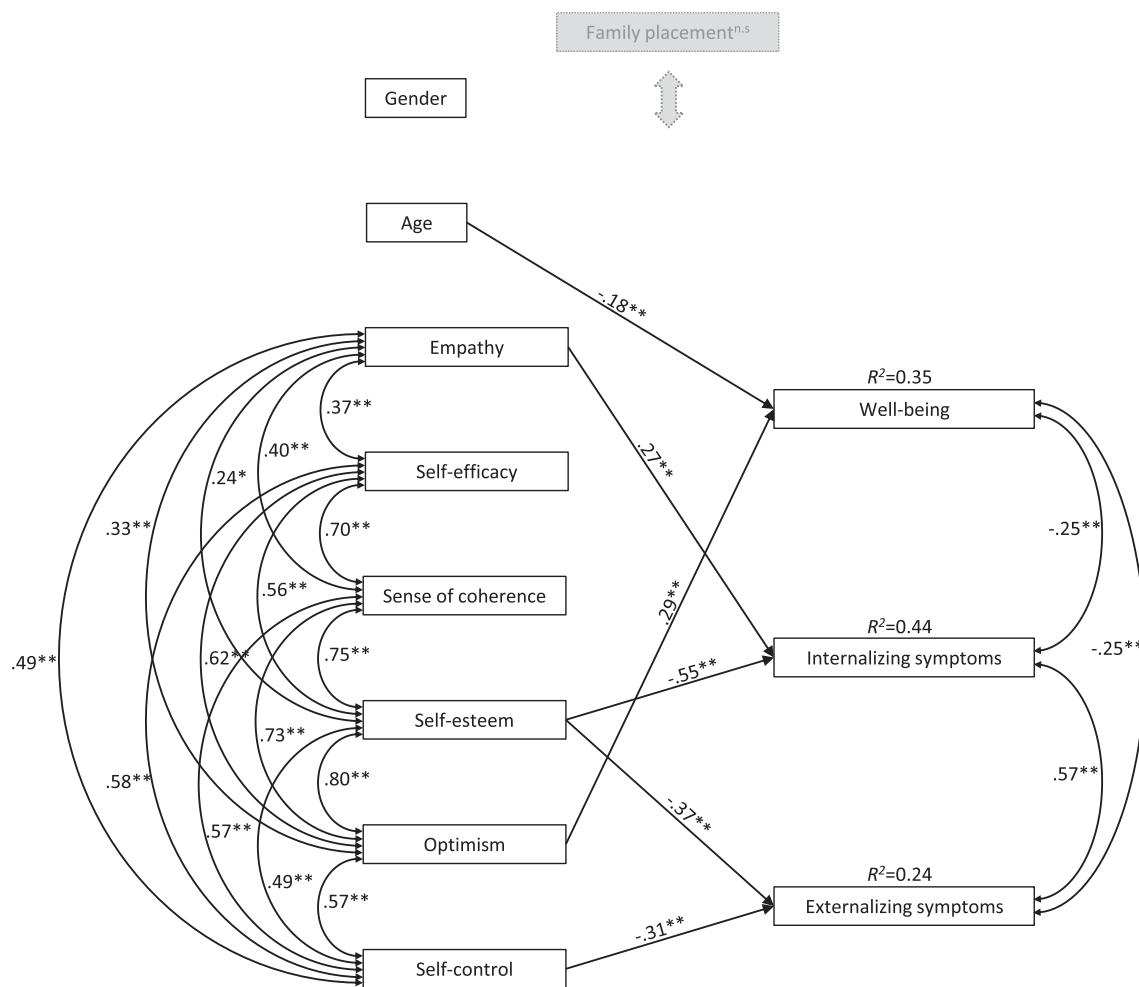 Family placementn.s
Gender
Age
-.18**
Empathy
R2=0.35
Well-being
.37**
.40**
.27**
.24*
Self-efficacy
.33**
.70**
-.25**
.56**
Sense of coherence
.29**
R2=0.44
.49**
.62**
.75**
Internalizing symptoms
-.25**
-.55**
Self-esteem
.73**
.58**
.80**
.57**
-.37**
.57**
Optimism
R2=0.24
.49**
.57**
Externalizing symptoms
-.31**
Self-control